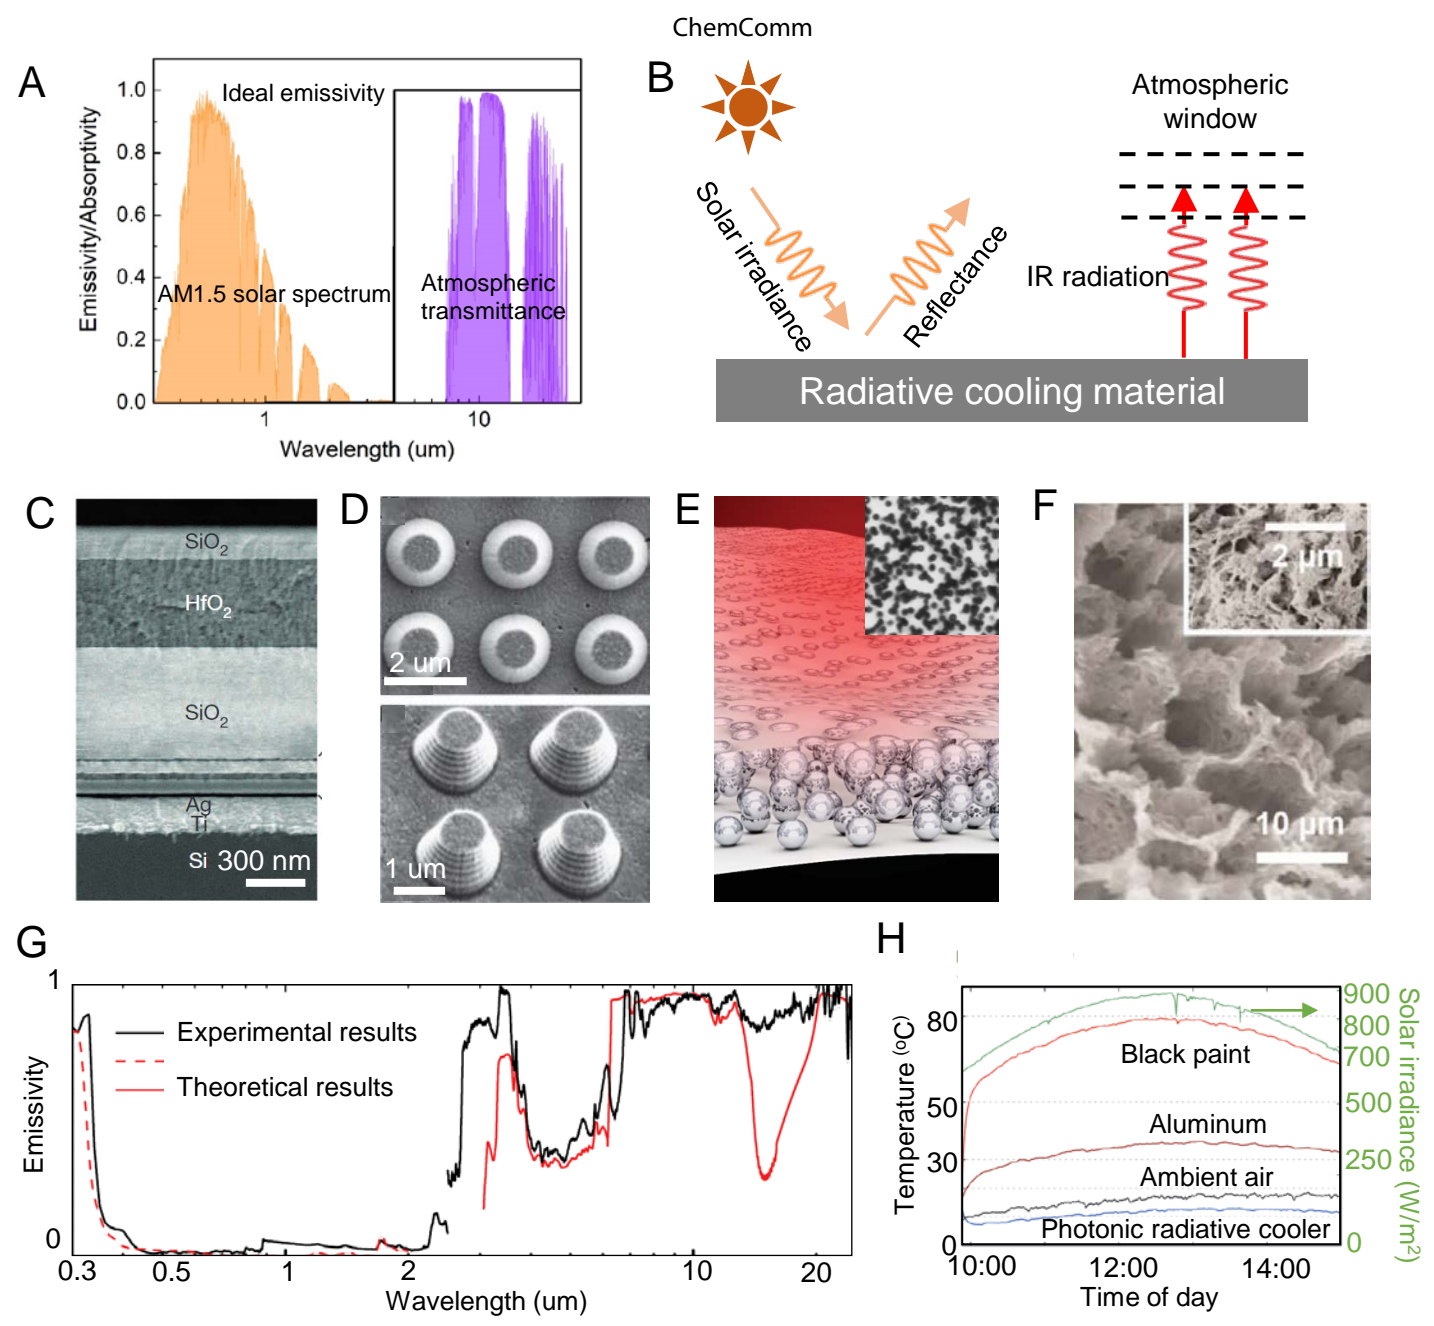 ChemComm
A
1.0
0.8
0.6
0.4
0.2
0.0
Emissivity/Absorptivity
Ideal emissivity
AM1.5 solar spectrum
Atmospheric
transmittance
1
10
Wavelength (um)
B
Solar irradiance
Reflectance
Atmospheric
window
IR radiation
Radiative cooling material
C
SiO2
HfO2
SiO2
Ag
Ti
Si
300 nm
D
2 um
1 um
E
F
2 µm
10 µm
G
1
0
Emissivity
Experimental results
Theoretical results
0.3
0.5
1
2
10
20
Wavelength (um)
H
80
50
30
0
Temperature (oC)
Black paint
Aluminum
Ambient air
Photonic radiative cooler
900
800
700
500
250
0
Solar irradiance (W/m2)
10:00
12:00
14:00
Time of day